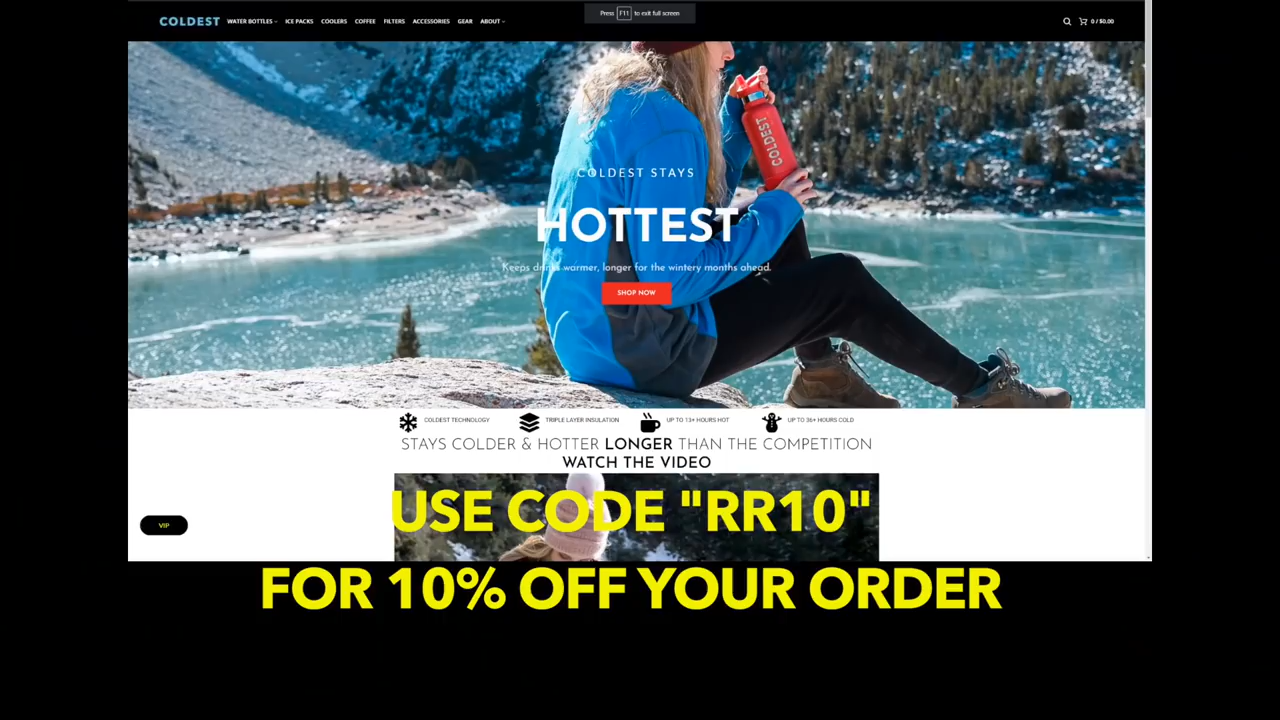 COLDEST WATER BOTTLES ICE PACKS COOLERS COFFEE FILTERS ACCESSORIES GEAR ABOUT
Press F11 to exit full screen
0 / $0.00
COLDEST
COLDEST STAYS
HOTTEST
Keeps drinks warmer, longer for the wintery months ahead.
SHOP NOW
COLDEST TECHNOLOGY TRIPLE LAYER INSULATION UP TO 13+ HOURS HOT UP TO 36+ HOURS COLD
STAYS COLDER & HOTTER LONGER THAN THE COMPETITION
WATCH THE VIDEO
USE CODE "RR10"
VIP
FOR 10% OFF YOUR ORDER